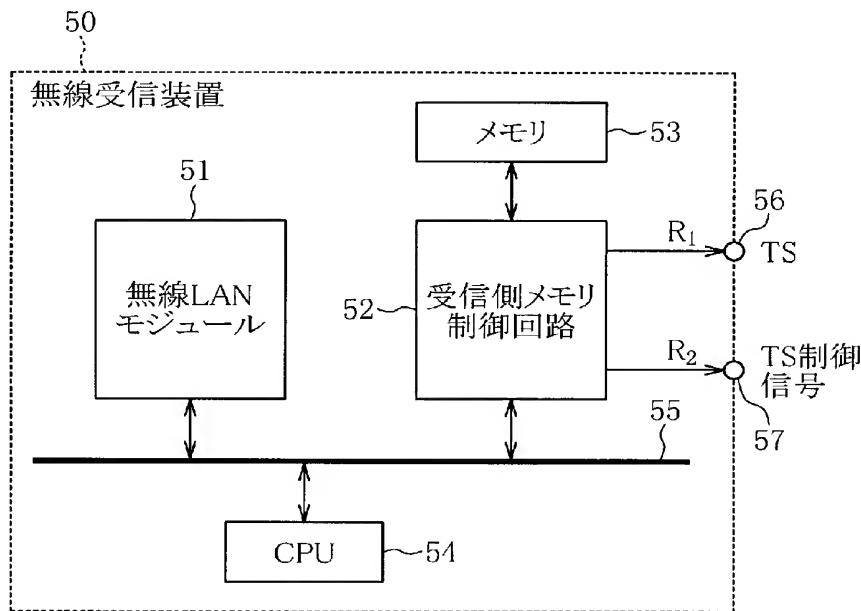 50
無線受信装置
メモリ
53
51
56
R1
TS
無線LAN
モジュール
52
受信側メモリ
制御回路
R2
TS制御
信号
57
55
CPU
54